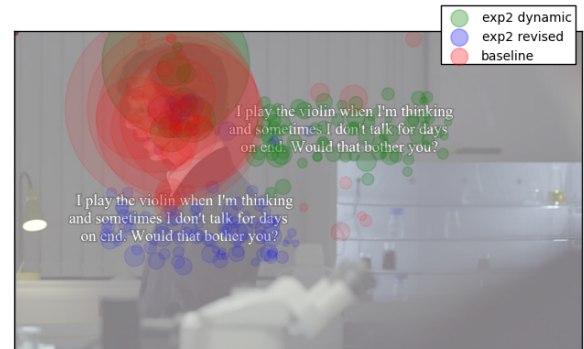 exp2 dynamic
exp2 revised
baseline
I play the violin when I'm thinking
and sometimes I don't talk for days
on end. Would that bother you?
I play the violin when I'm thinking
and sometimes I don't talk for days
on end. Would that bother you?